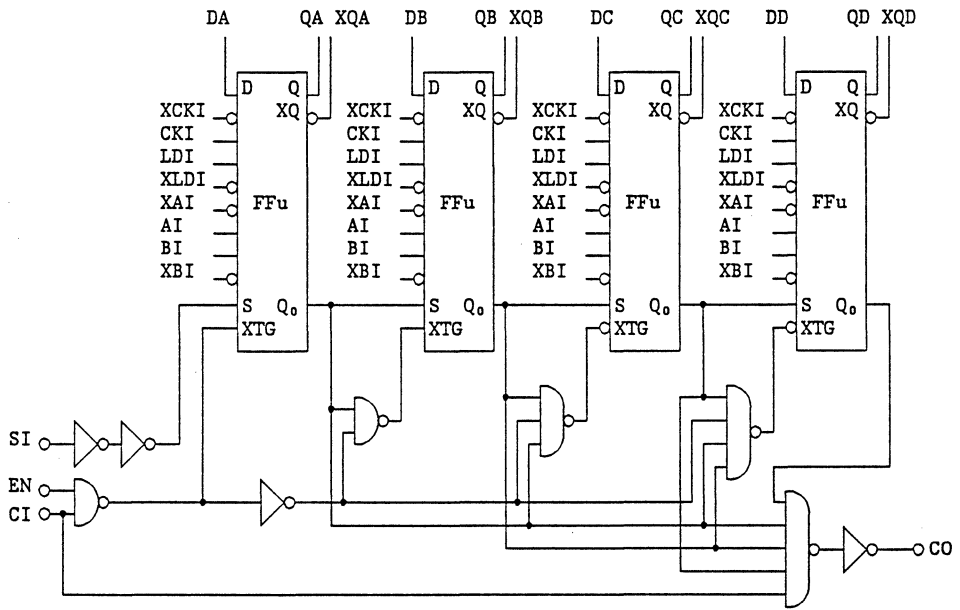 DA QA XQA DB QB XQB DC QC XQC DD QD XQD
D Q D Q D Q D Q
XQ XQ XQ XQ
XCKI XCKI XCKI XCKI
CKI CKI CKI CKI
LDI LDI LDI LDI
XLDI XLDI XLDI XLDI
FFu FFu FFu FFu
XAI XAI XAI XAI
AI AI AI AI
BI BI BI BI
XBI XBI XBI XBI
S Q₀ S Q₀ S Q₀ S Q₀
XTG XTG XTG XTG
SI
EN
CI
CO